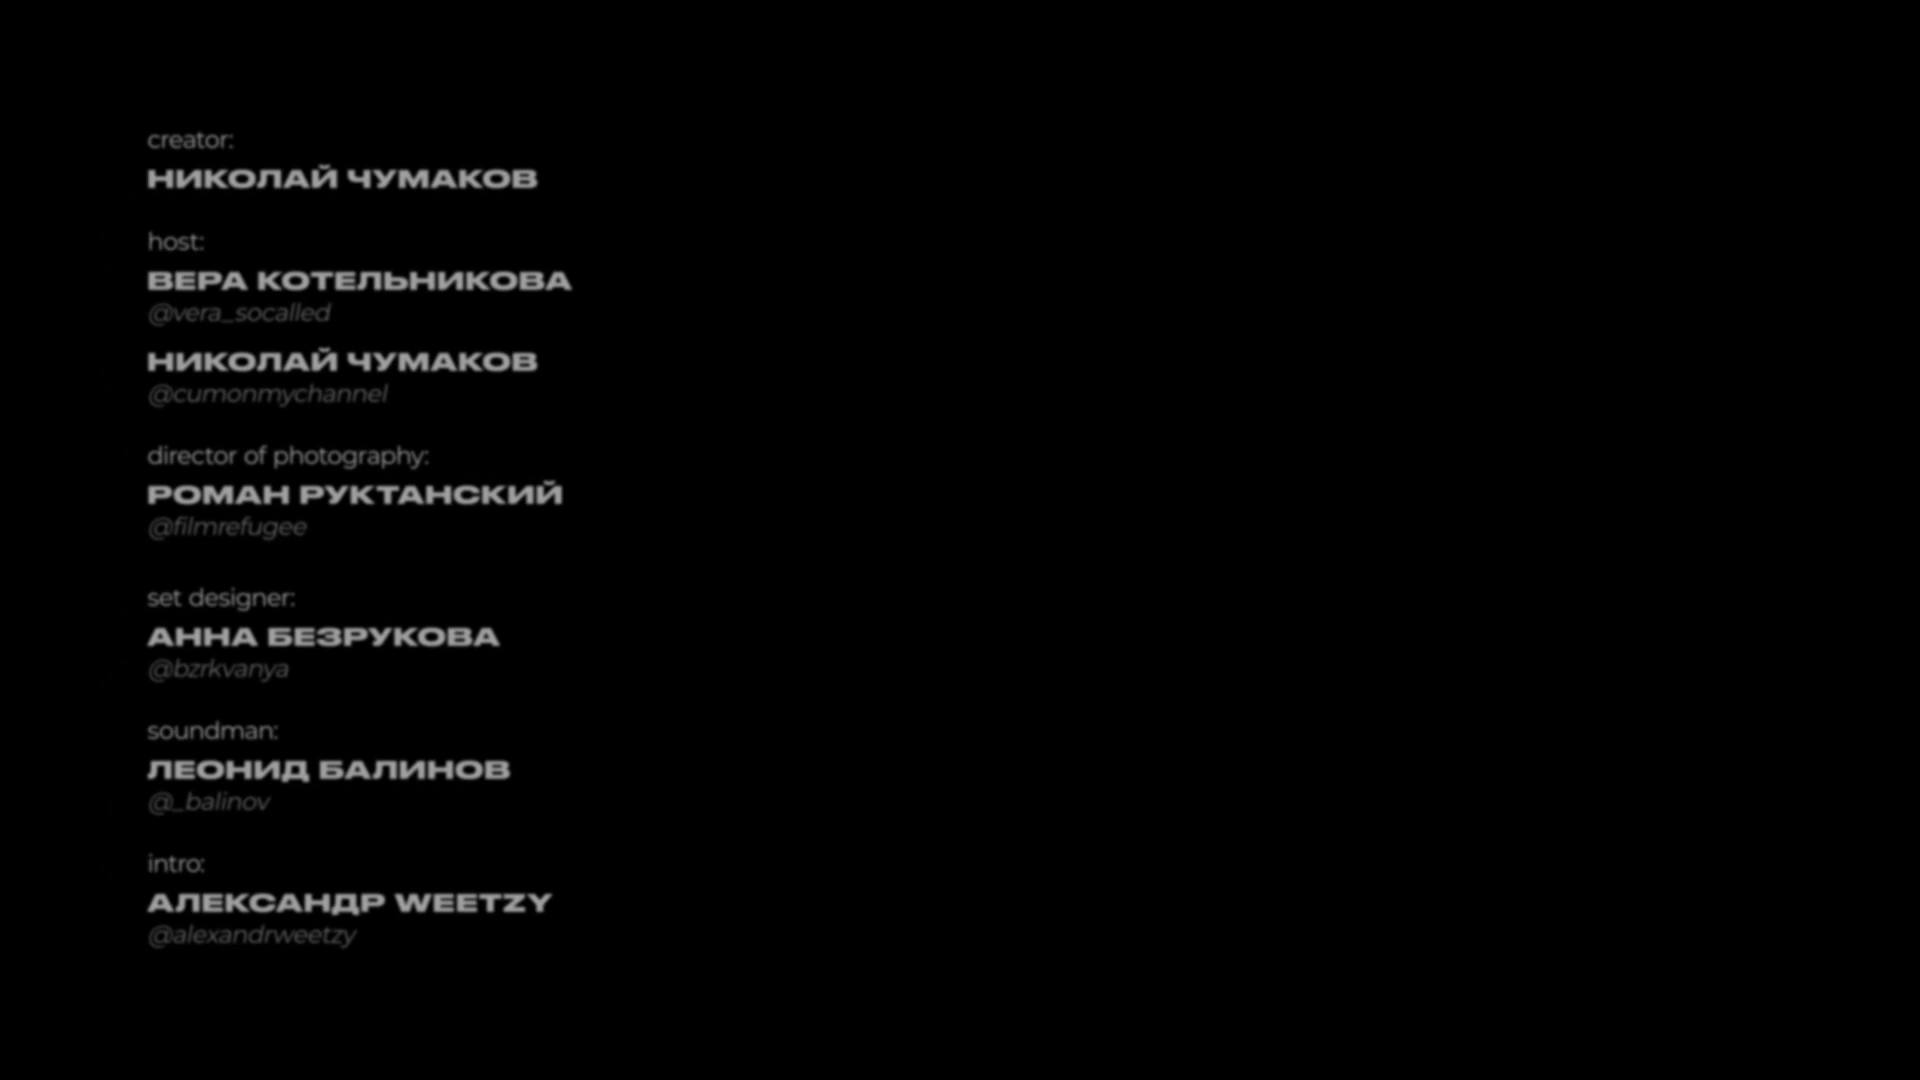 creator:
НИКОЛАЙ ЧУМАКОВ
host:
ВЕРА КОТЕЛЬНИКОВА
@vera_socalled
НИКОЛАЙ ЧУМАКОВ
@cumonmychannel
director of photography:
РОМАН РУКТАНСКИЙ
@filmrefugee
set designer:
АННА БЕЗРУКОВА
@bzrkvanya
soundman:
ЛЕОНИД БАЛИНОВ
@_balinov
intro:
АЛЕКСАНДР WEETZY
@alexandrweetzy